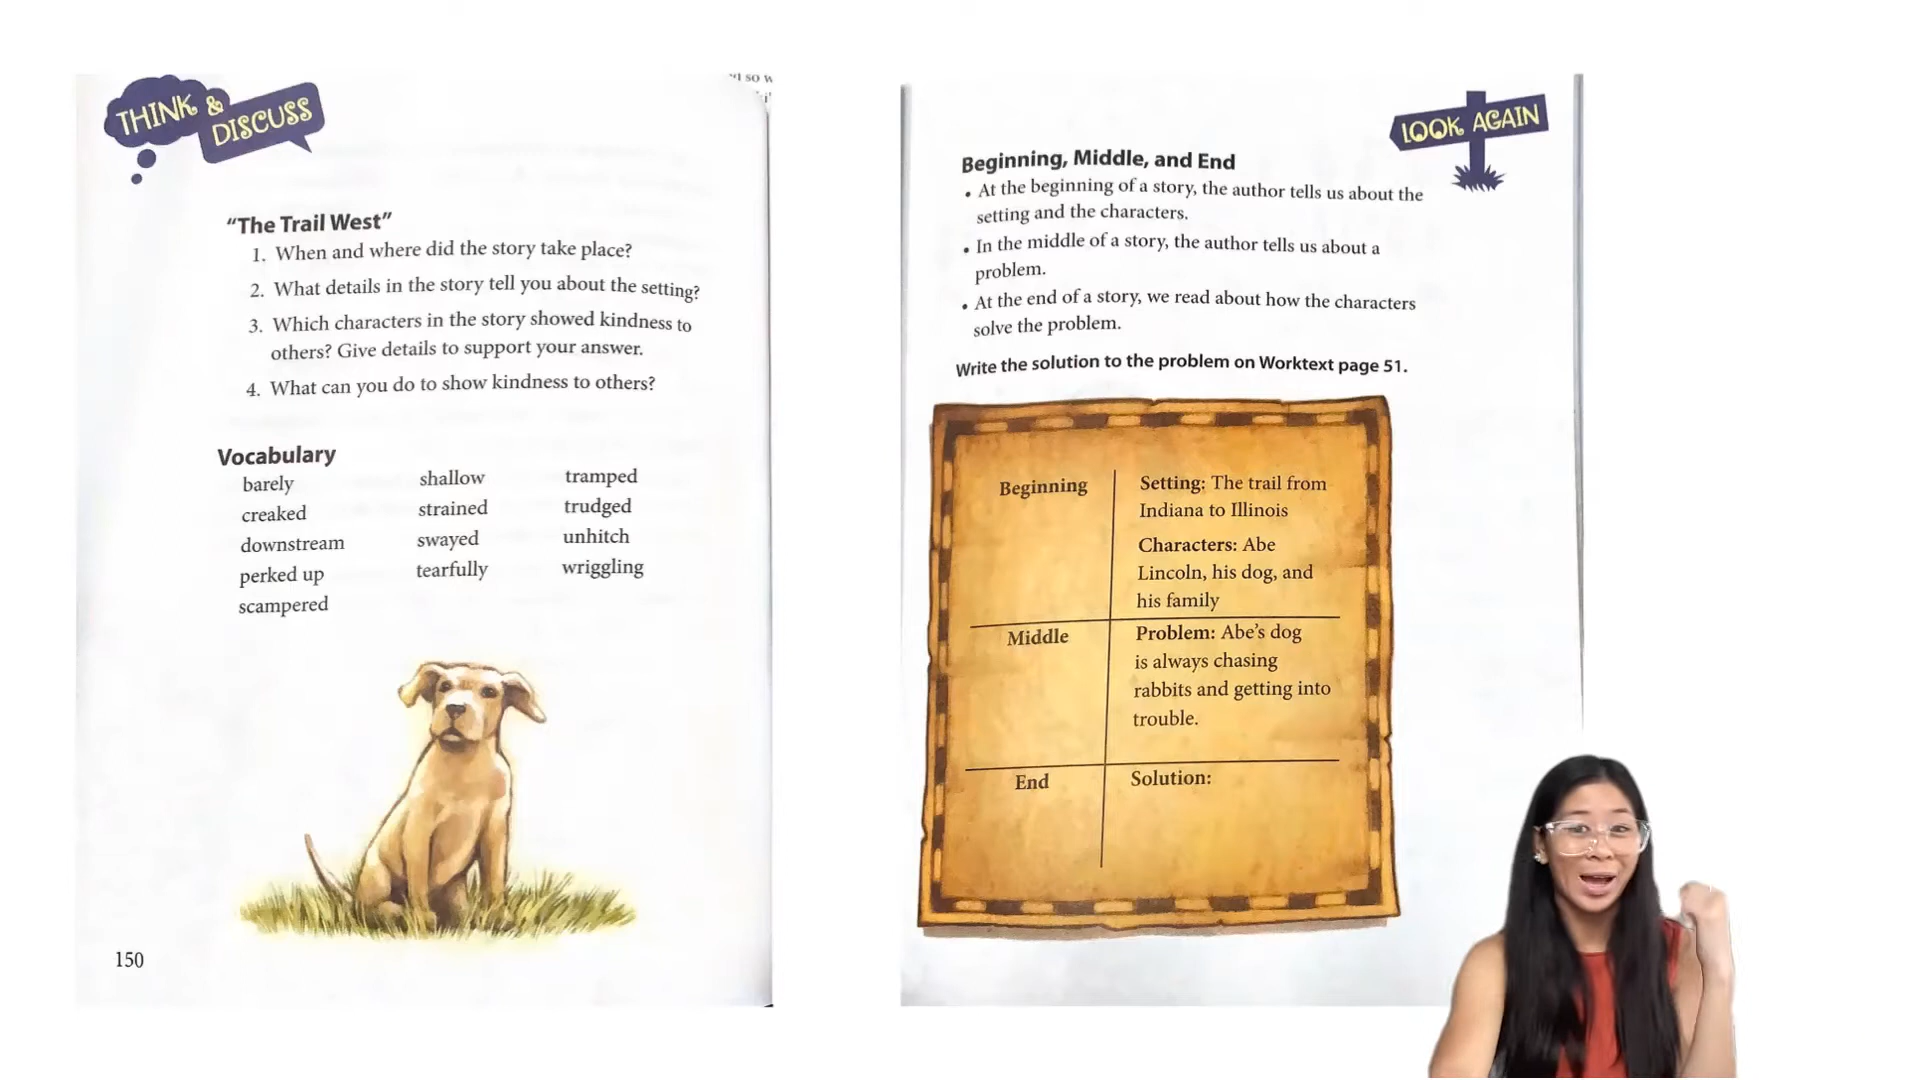 THINK &
DISCUSS
"The Trail West"
1. When and where did the story take place?
2. What details in the story tell you about the setting?
3. Which characters in the story showed kindness to
others? Give details to support your answer.
4. What can you do to show kindness to others?
Vocabulary
barely
creaked
downstream
perked up
scampered
shallow
strained
swayed
tearfully
tramped
trudged
unhitch
wriggling
150
LOOK AGAIN
Beginning, Middle, and End
• At the beginning of a story, the author tells us about the
setting and the characters.
• In the middle of a story, the author tells us about a
problem.
• At the end of a story, we read about how the characters
solve the problem.
Write the solution to the problem on Worktext page 51.
Beginning
Setting: The trail from
Indiana to Illinois
Characters: Abe
Lincoln, his dog, and
his family
Middle
Problem: Abe's dog
is always chasing
rabbits and getting into
trouble.
End
Solution: